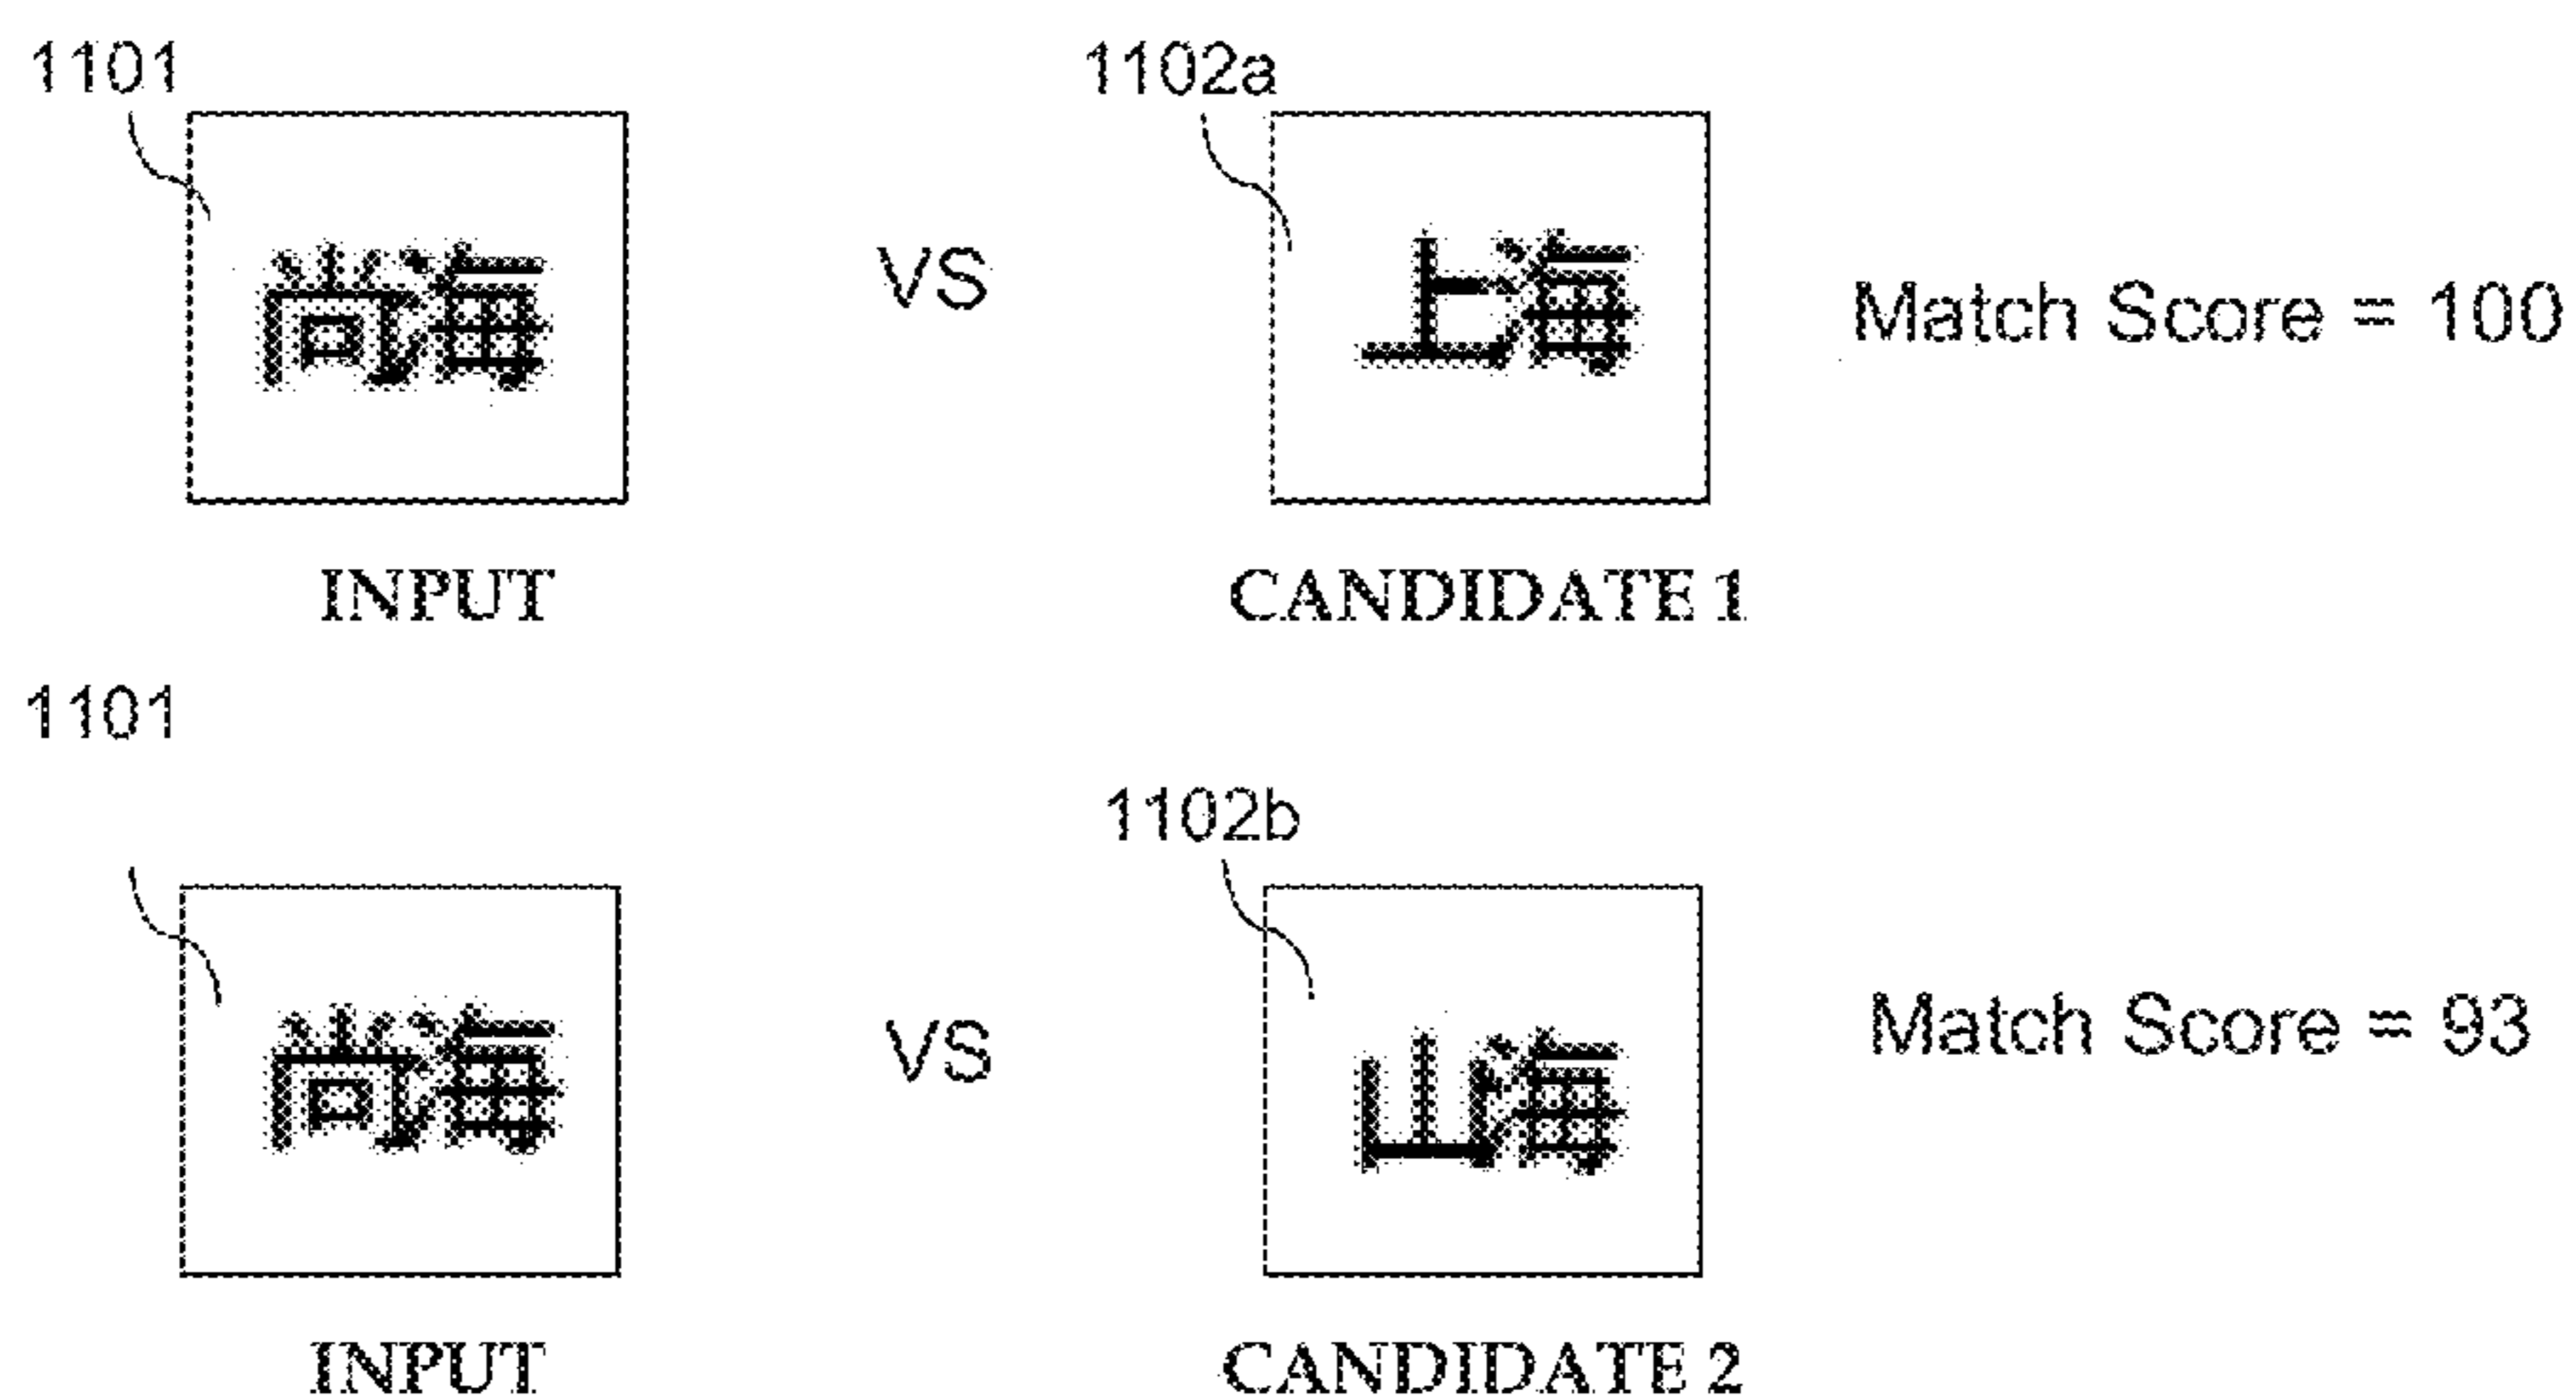 1101 1102a
尚海 VS 上海 Match Score = 100
INPUT CANDIDATE 1
1101
1102b
尚海 VS 山海 Match Score = 93
INPUT CANDIDATE 2